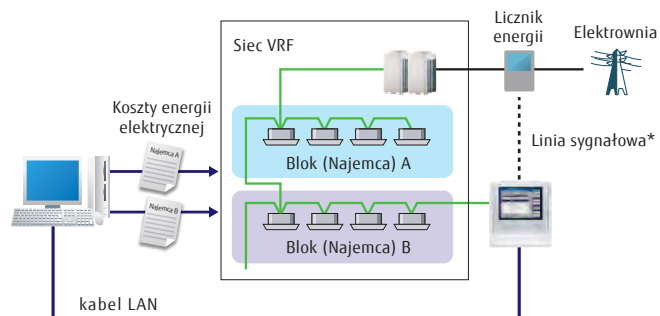 Siec VRF
Licznik
energii
Elektrownia
Koszty energii
elektrycznej
Najemca A
Blok (Najemca) A
Linia sygnałowa*
Najemca B
Blok (Najemca) B
kabel LAN